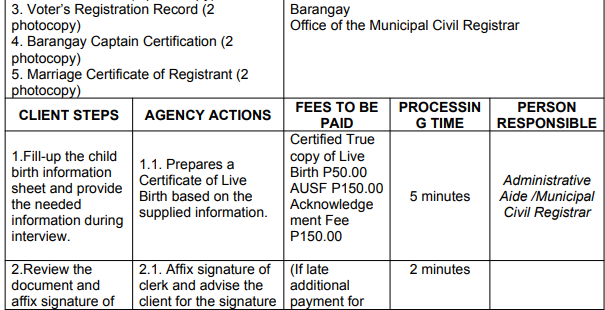 3. Voter's Registration Record (2
photocopy)
4. Barangay Captain Certification (2
photocopy)
5. Marriage Certificate of Registrant (2
photocopy)
Barangay
Office of the Municipal Civil Registrar
CLIENT STEPS
AGENCY ACTIONS
FEES TO BE
PAID
PROCESSIN
G TIME
PERSON
RESPONSIBLE
1.Fill-up the child
birth information
sheet and provide
the needed
information during
interview.
1.1. Prepares a
Certificate of Live
Birth based on the
supplied information.
Certified True
copy of Live
Birth P50.00
AUSF P150.00
Acknowledge
ment Fee
P150.00
5 minutes
Administrative
Aide /Municipal
Civil Registrar
2.Review the
document and
affix signature of
2.1. Affix signature of
clerk and advise the
client for the signature
(If late
additional
payment for
2 minutes